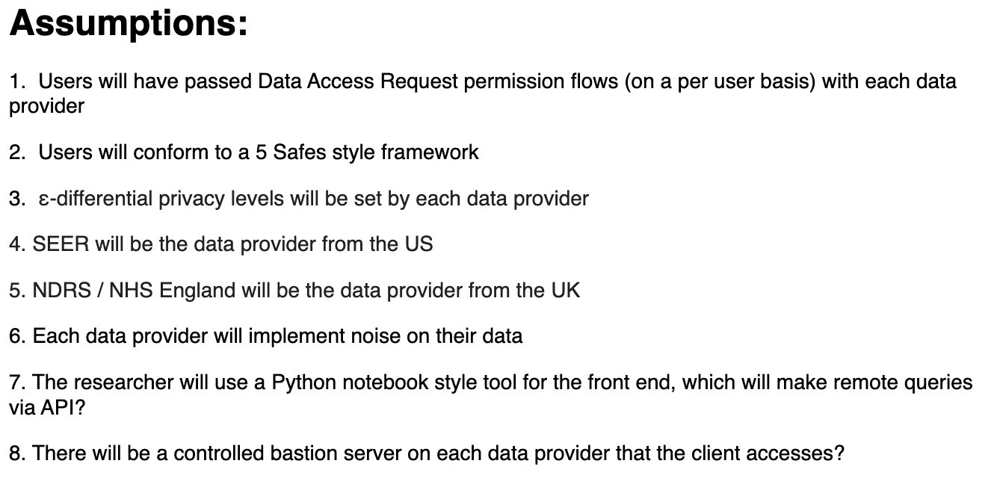 Assumptions:
1. Users will have passed Data Access Request permission flows (on a per user basis) with each data
provider
2. Users will conform to a 5 Safes style framework
3. ε-differential privacy levels will be set by each data provider
4. SEER will be the data provider from the US
5. NDRS / NHS England will be the data provider from the UK
6. Each data provider will implement noise on their data
7. The researcher will use a Python notebook style tool for the front end, which will make remote queries
via API?
8. There will be a controlled bastion server on each data provider that the client accesses?